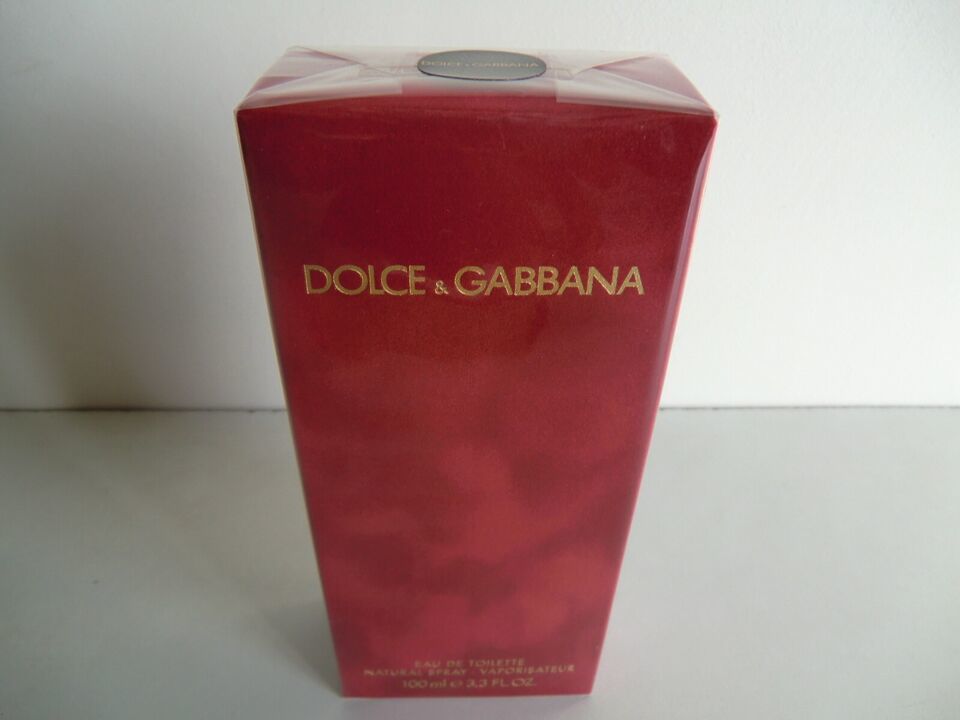 DOLCE & GABBANA
DOLCE & GABBANA
EAU DE TOILETTE
NATURAL SPRAY - VAPORISATEUR
100 ml e 3.3 FL. OZ.